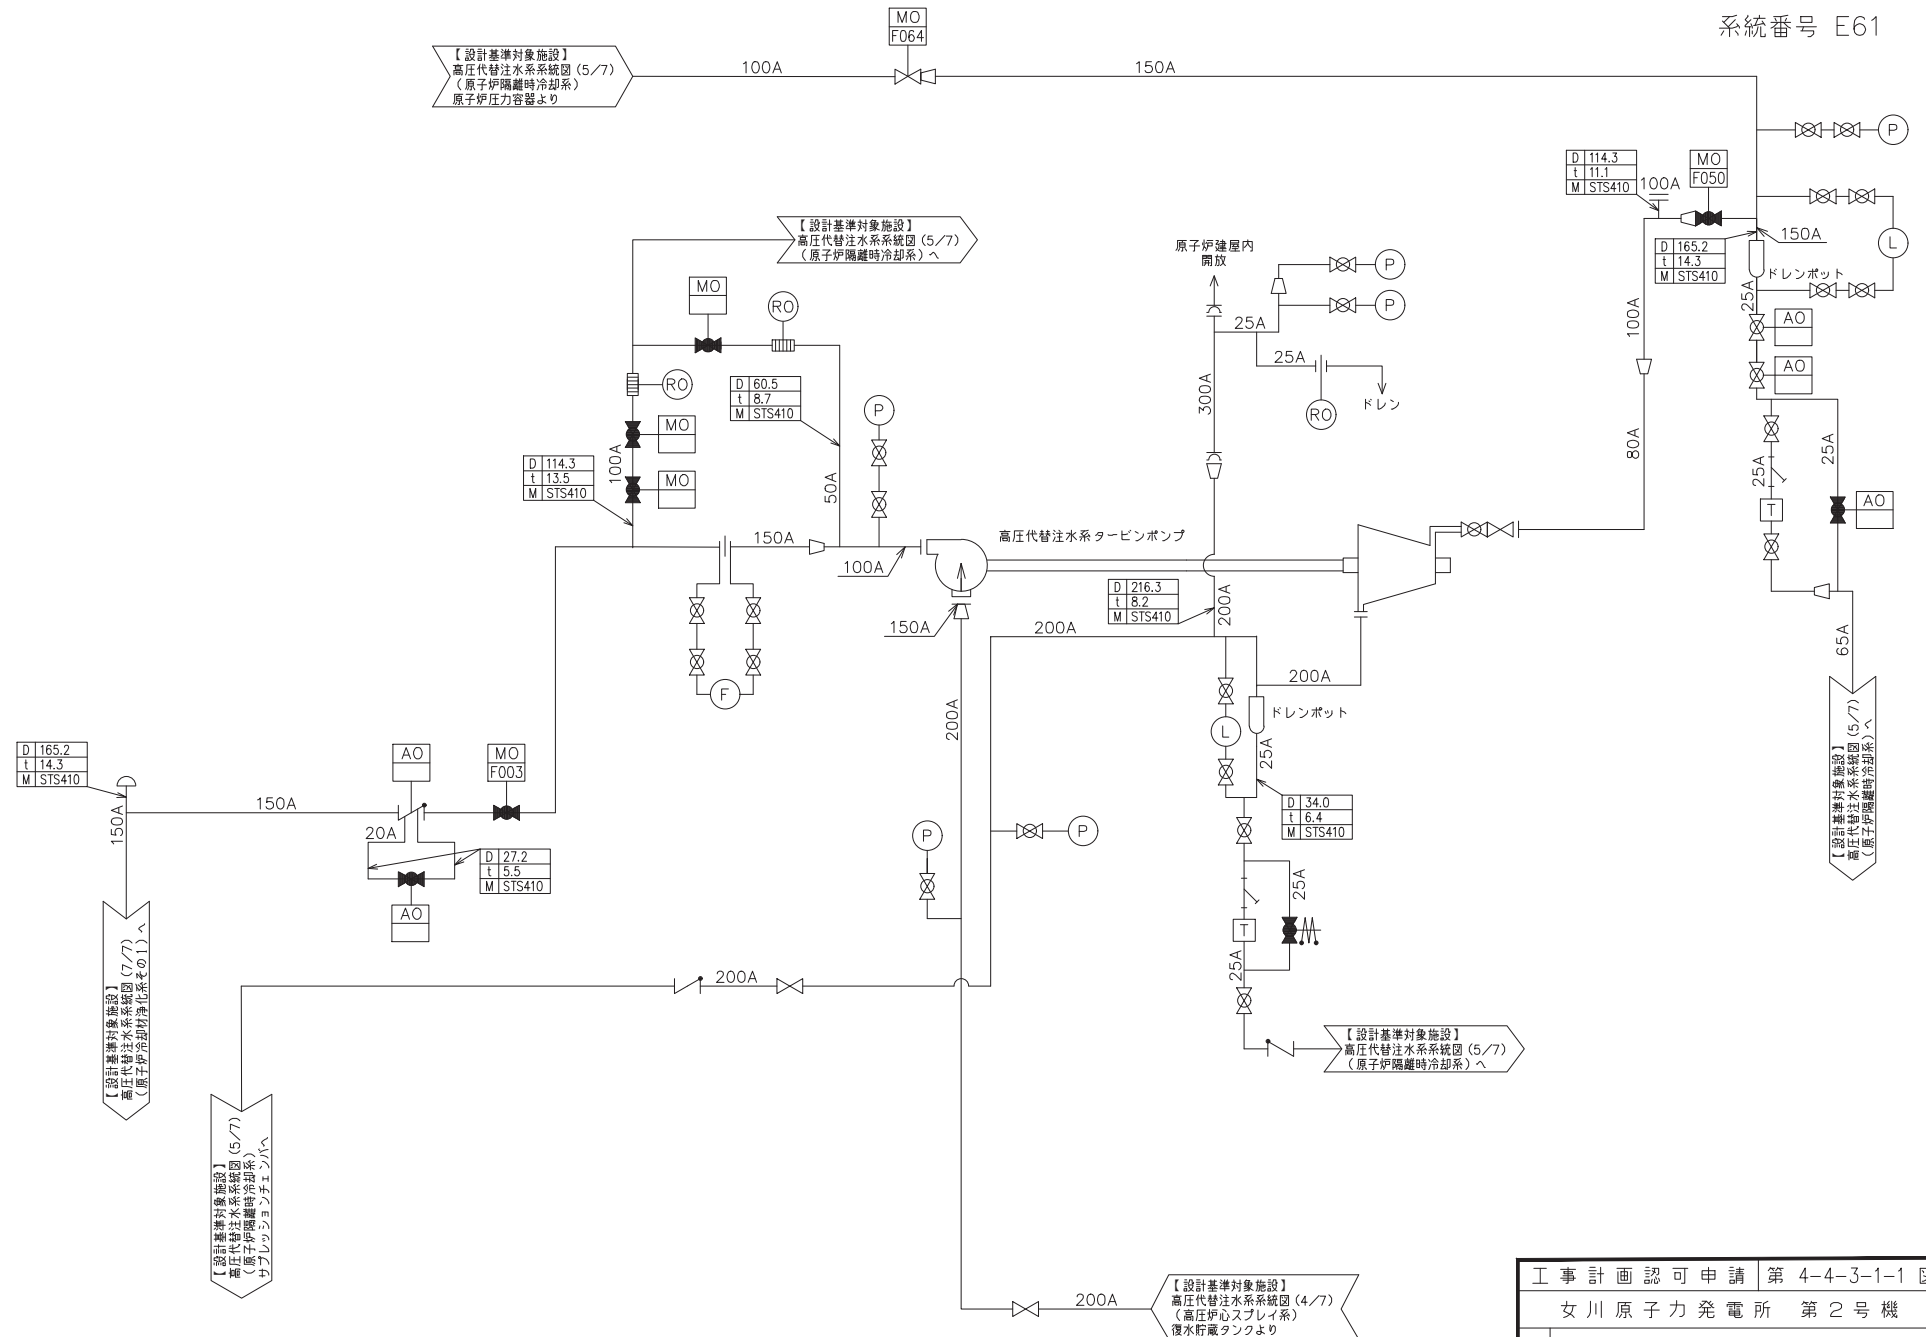 系統番号 E61
MO
F064
【設計基準対象施設】
高圧代替注水系系統図(5/7)
(原子炉隔離時冷却系)
原子炉圧力容器より
100A
150A
P
D 114.3
t 11.1
M STS410
100A
MO
F050
L
D 165.2
t 14.3
M STS410
150A
ドレンポット
25A
AO
AO
100A
80A
25A
25A
T
AO
65A
【設計基準対象施設】
高圧代替注水系系統図(5/7)
(原子炉隔離時冷却系)へ
【設計基準対象施設】
高圧代替注水系系統図(5/7)
(原子炉隔離時冷却系)へ
MO
RO
RO
MO
MO
100A
D 60.5
t 8.7
M STS410
P
50A
D 114.3
t 13.5
M STS410
原子炉建屋内
開放
P
P
25A
25A
300A
RO
ドレン
150A
100A
高圧代替注水系タービンポンプ
D 216.3
t 8.2
M STS410
200A
150A
200A
200A
F
200A
L
ドレンポット
25A
D 34.0
t 6.4
M STS410
P
P
25A
T
25A
D 165.2
t 14.3
M STS410
150A
150A
AO
MO
F003
20A
D 27.2
t 5.5
M STS410
AO
200A
【設計基準対象施設】
高圧代替注水系系統図(7/7)
(原子炉冷却材浄化系その1)へ
【設計基準対象施設】
高圧代替注水系系統図(5/7)
(原子炉隔離時冷却系)
サプレッションチェンバへ
【設計基準対象施設】
高圧代替注水系系統図(5/7)
(原子炉隔離時冷却系)へ
200A
【設計基準対象施設】
高圧代替注水系系統図(4/7)
(高圧炉心スプレイ系)
復水貯蔵タンクより
工事計画認可申請 第 4-4-3-1-1 図
女川原子力発電所 第2号機